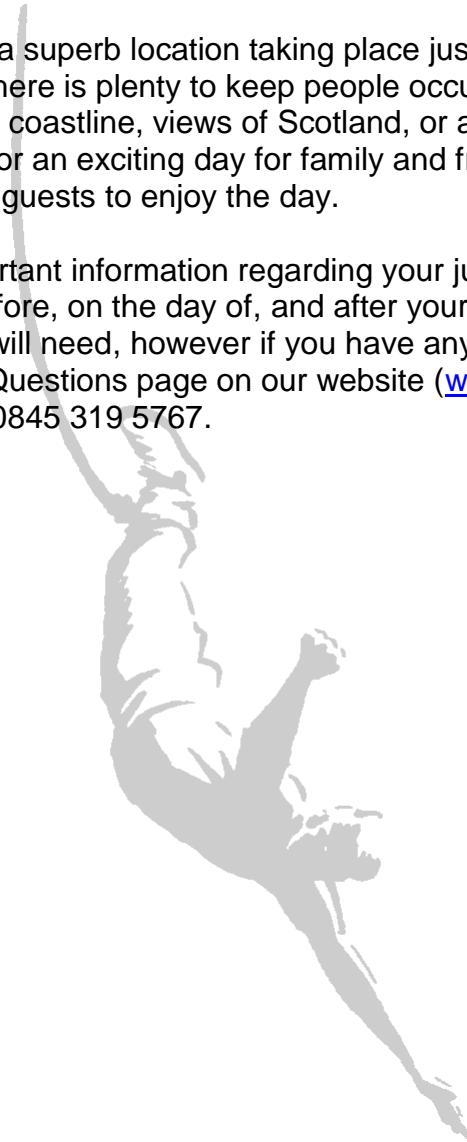 a superb location taking place jus
here is plenty to keep people occu
coastline, views of Scotland, or a
or an exciting day for family and f
guests to enjoy the day.
rtant information regarding your ju
fore, on the day of, and after your
will need, however if you have any
Questions page on our website (w
0845 319 5767.